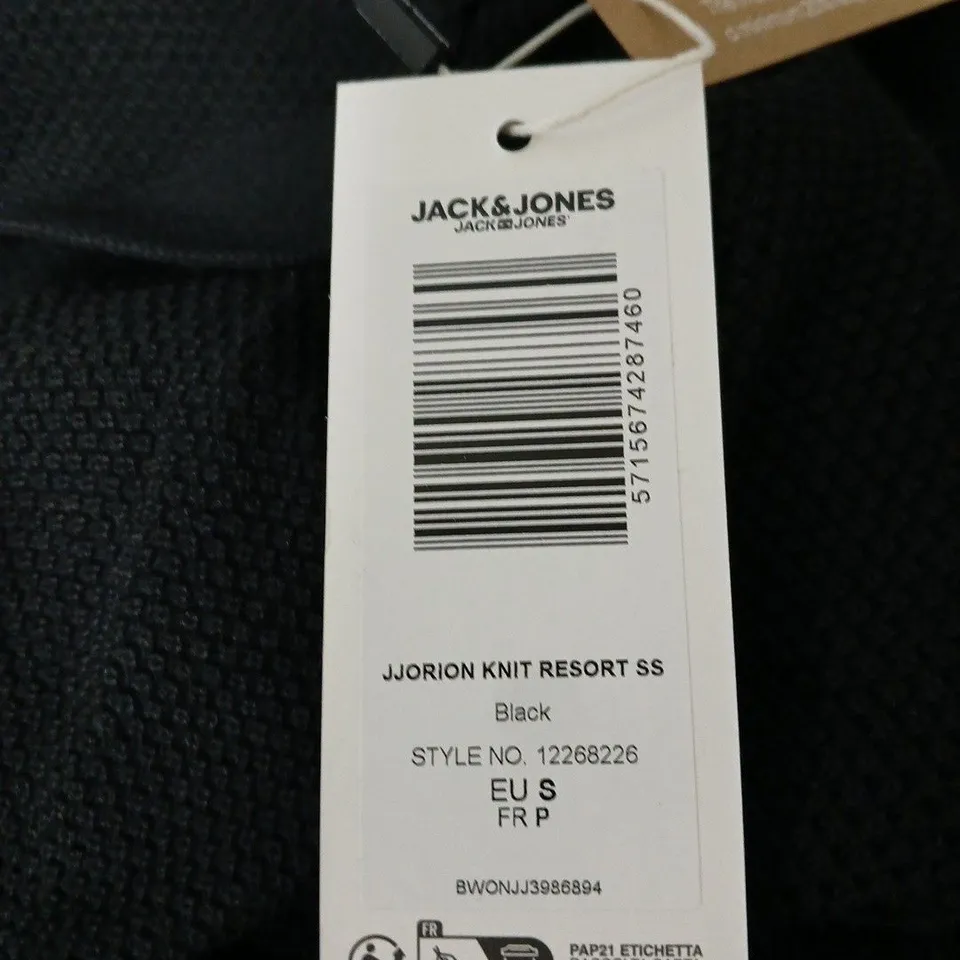 JACK&JONES
JACK JONES
5715674287460
JJORION KNIT RESORT SS
Black
STYLE NO. 12268226
EU S
FR P
BWONJJ3986894
FR
PAP21 ETICHETTA